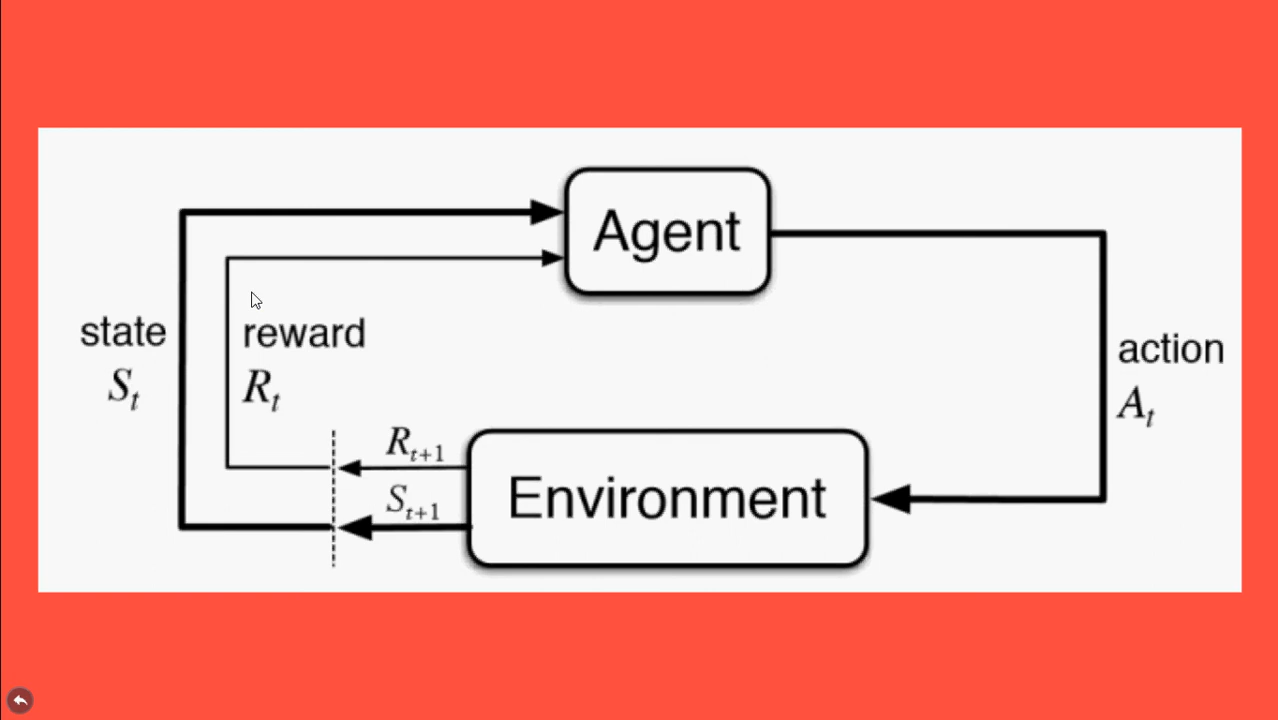 Agent
state
S_t
reward
R_t
action
A_t
R_{t+1}
S_{t+1}
Environment